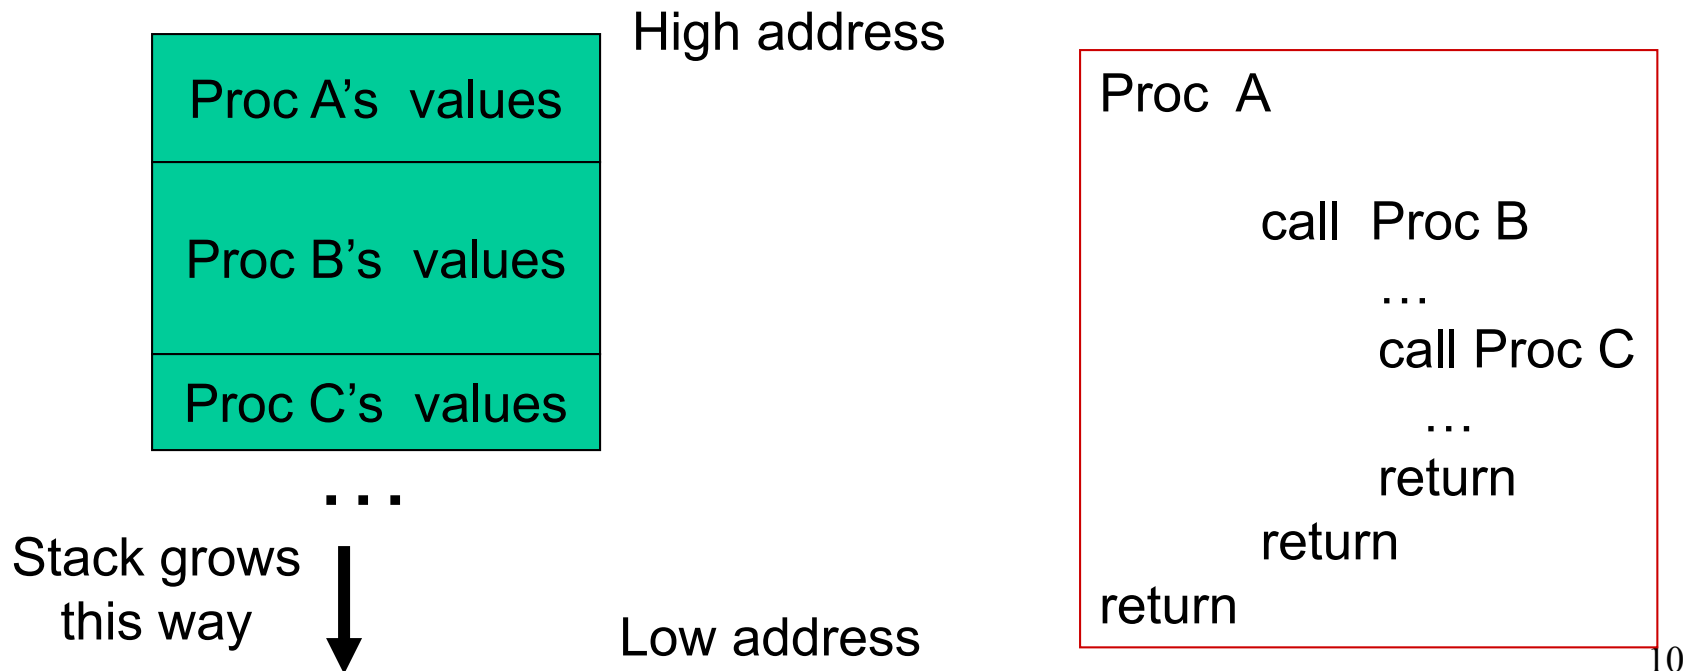 High address
Proc A's values
Proc B's values
Proc C's values
...
Stack grows
this way
Low address
Proc A
call Proc B
...
call Proc C
...
return
return
return
10